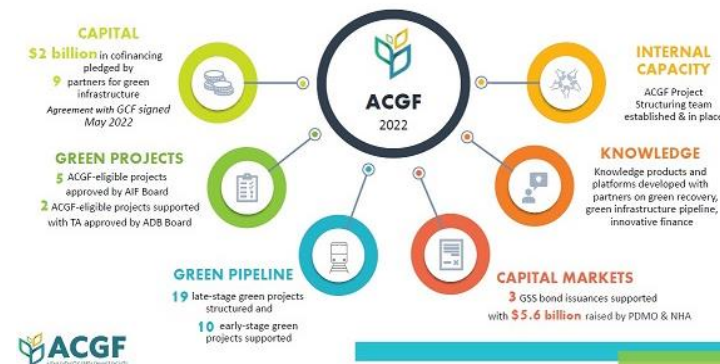 CAPITAL
$2 billion in cofinancing
pledged by
9 partners for green
infrastructure
Agreement with GCF signed
May 2022
GREEN PROJECTS
5 ACGF-eligible projects
approved by AIF Board
2 ACGF-eligible projects supported
with TA approved by ADB Board
GREEN PIPELINE
19 late-stage green projects
structured and
10 early-stage green
projects supported
ACGF
2022
INTERNAL
CAPACITY
ACGF Project
Structuring team
established & in place
KNOWLEDGE
Knowledge products and
platforms developed with
partners on green recovery,
green infrastructure pipeline,
innovative finance
CAPITAL MARKETS
3 GSS bond issuances supported
with $5.6 billion raised by PDMO & NHA
ACGF